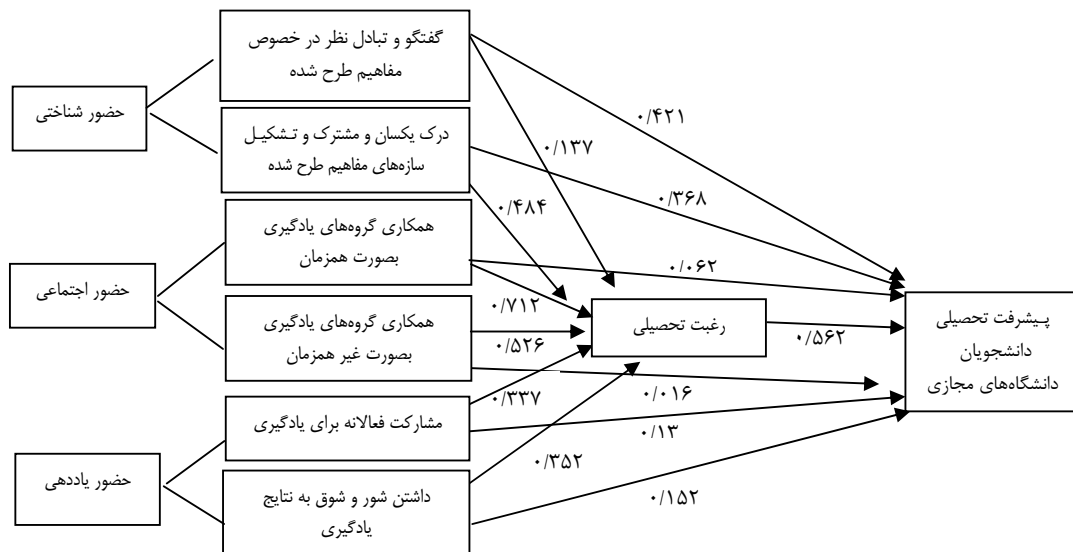 گفتگو و تبادل نظر در خصوص
مفاهیم طرح شده
حضور شناختی
درک یکسان و مشترک و تشکیل
سازه‌های مفاهیم طرح شده
۰/۴۲۱
۰/۱۳۷
۰/۳۶۸
۰/۴۸۴
همکاری گروه‌های یادگیری
بصورت همزمان
۰/۰۶۲
حضور اجتماعی
۰/۷۱۲
همکاری گروه‌های یادگیری
بصورت غیر همزمان
۰/۵۲۶
رغبت تحصیلی
۰/۵۶۲
پیشرفت تحصیلی
دانشجویان
دانشگاه‌های مجازی
۰/۳۳۷
۰/۰۱۶
مشارکت فعالانه برای یادگیری
۰/۱۳
حضور یاددهی
۰/۳۵۲
داشتن شور و شوق به نتایج
یادگیری
۰/۱۵۲